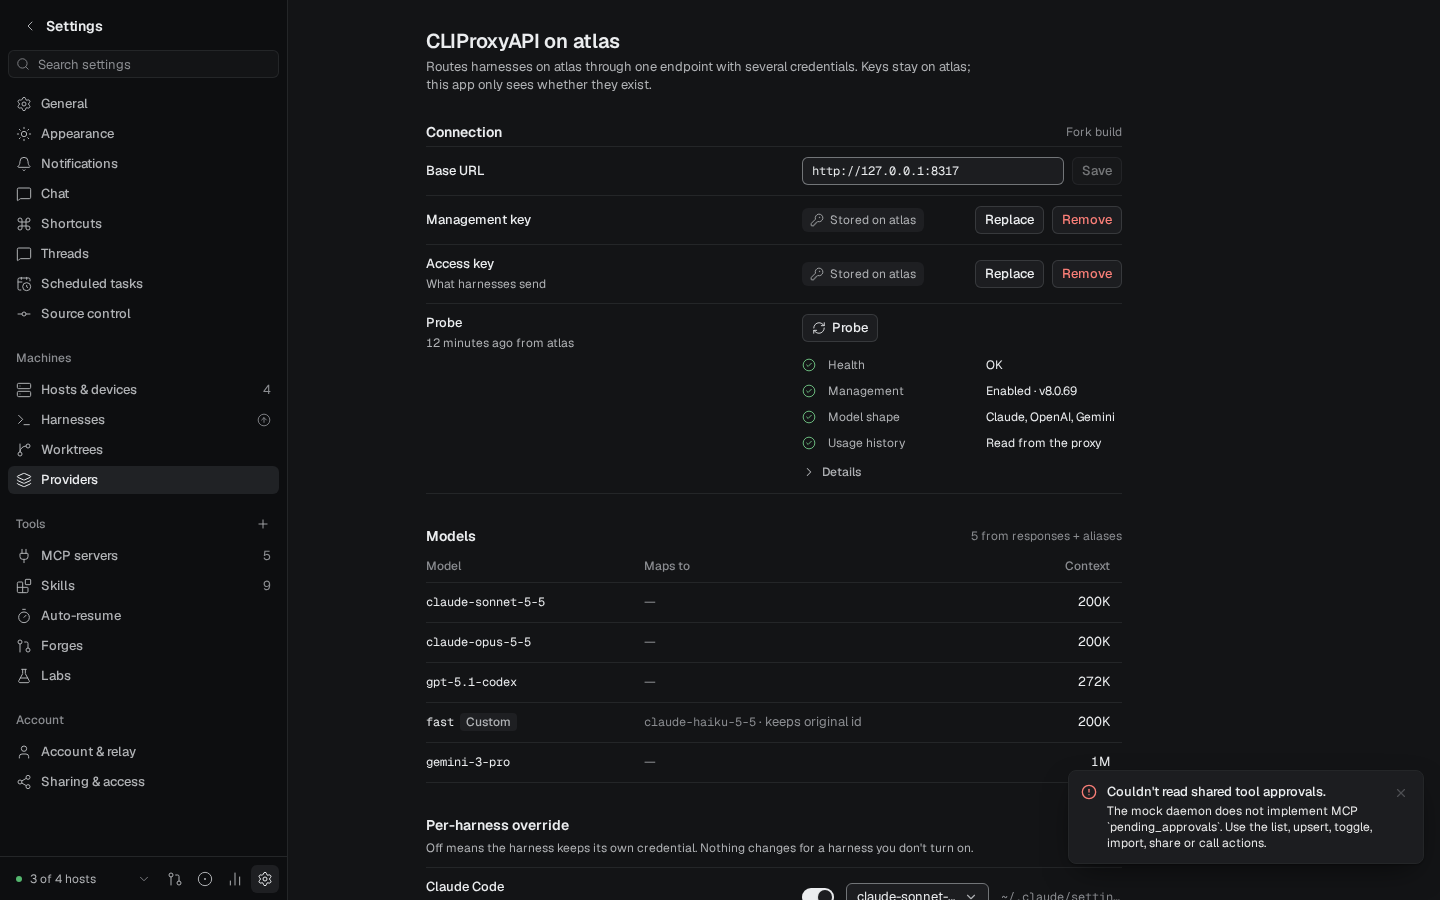 Settings
Search settings
General
Appearance
Notifications
Chat
Shortcuts
Threads
Scheduled tasks
Source control
Machines
Hosts & devices 4
Harnesses
Worktrees
Providers
Tools
MCP servers 5
Skills 9
Auto-resume
Forges
Labs
Account
Account & relay
Sharing & access
3 of 4 hosts
CLIProxyAPI on atlas
Routes harnesses on atlas through one endpoint with several credentials. Keys stay on atlas;
this app only sees whether they exist.
Connection Fork build
Base URL http://127.0.0.1:8317 Save
Management key Stored on atlas Replace Remove
Access key Stored on atlas Replace Remove
What harnesses send
Probe Probe
12 minutes ago from atlas
Health OK
Management Enabled · v8.0.69
Model shape Claude, OpenAI, Gemini
Usage history Read from the proxy
Details
Models 5 from responses + aliases
Model Maps to Context
claude-sonnet-5-5 — 200K
claude-opus-5-5 — 200K
gpt-5.1-codex — 272K
fast Custom claude-haiku-5-5 · keeps original id 200K
gemini-3-pro — 1M
Per-harness override
Off means the harness keeps its own credential. Nothing changes for a harness you don't turn on.
Claude Code claude-sonnet-… ~/.claude/settin…
Couldn't read shared tool approvals.
The mock daemon does not implement MCP
`pending_approvals`. Use the list, upsert, toggle,
import, share or call actions.